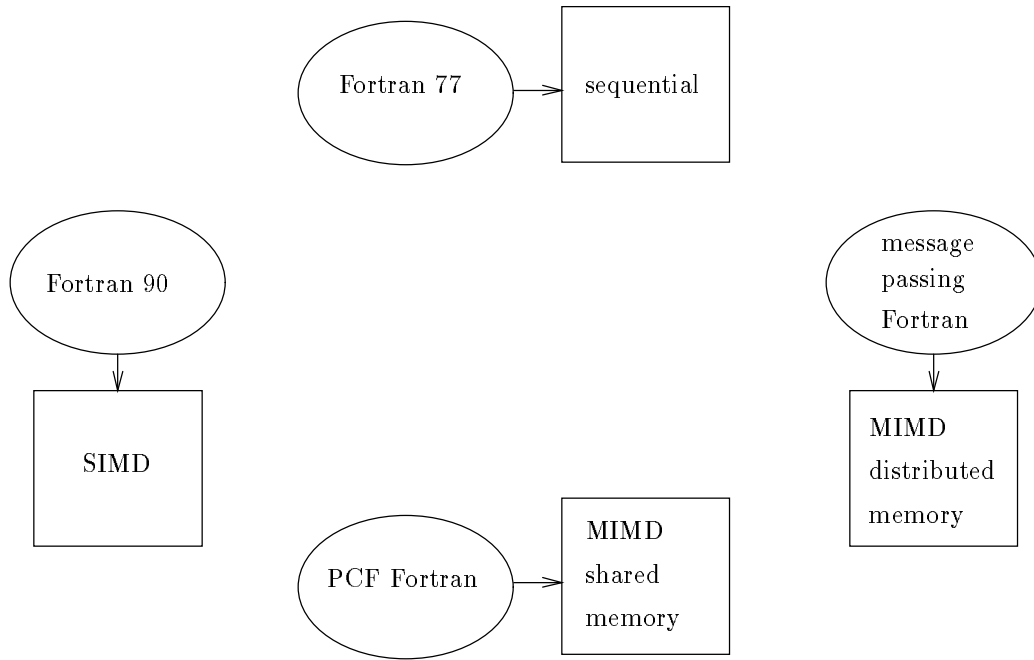 Fortran 77
sequential
Fortran 90
SIMD
message
passing
Fortran
MIMD
distributed
memory
PCF Fortran
MIMD
shared
memory